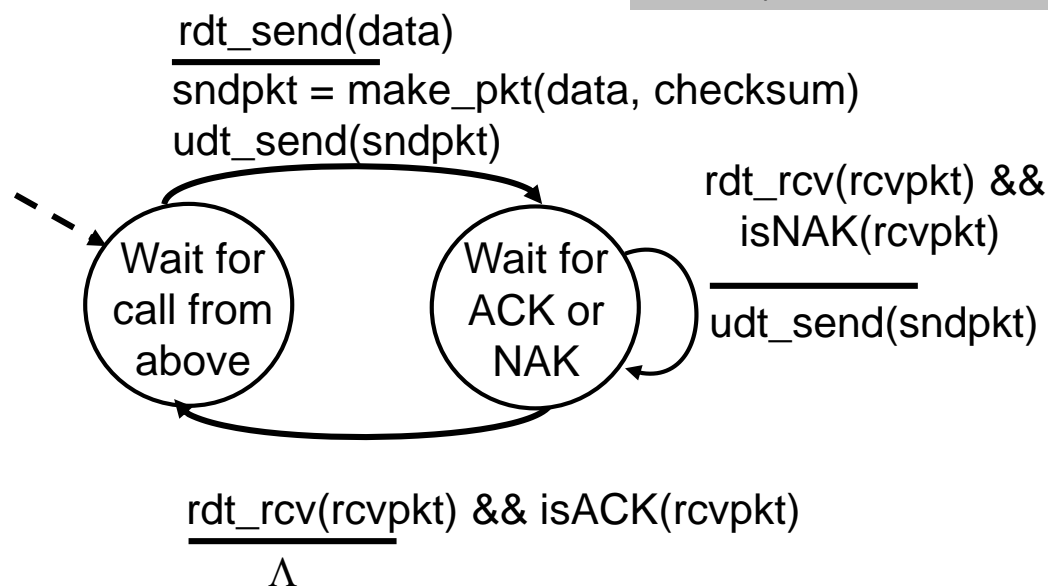 rdt_send(data)
sndpkt = make_pkt(data, checksum)
udt_send(sndpkt)
rdt_rcv(rcvpkt) &&
isNAK(rcvpkt)
udt_send(sndpkt)
Wait for
call from
above
Wait for
ACK or
NAK
rdt_rcv(rcvpkt) && isACK(rcvpkt)
Λ